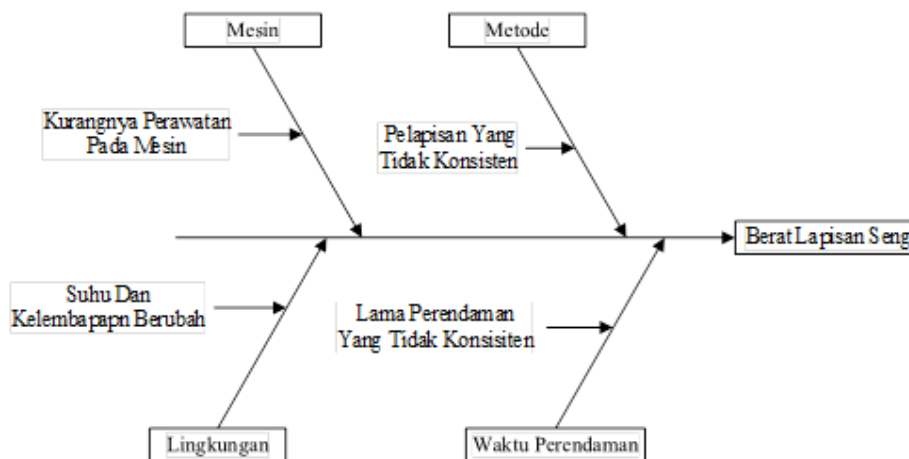 Mesin
Metode
Kurangnya Perawatan
Pada Mesin
Pelapisan Yang
Tidak Konsisten
Berat Lapisan Seng
Suhu Dan
Kelembapapn Berubah
Lama Perendaman
Yang Tidak Konsisiten
Lingkungan
Waktu Perendaman